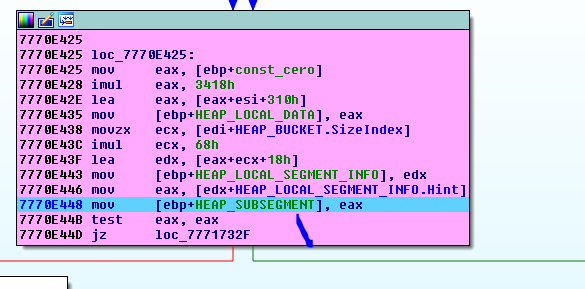 7770E425
7770E425 loc_7770E425:
7770E425 mov     eax, [ebp+const_cero]
7770E428 imul    eax, 3418h
7770E42E lea     eax, [eax+esi+310h]
7770E435 mov     [ebp+HEAP_LOCAL_DATA], eax
7770E438 movzx   ecx, [edi+HEAP_BUCKET.SizeIndex]
7770E43C imul    ecx, 68h
7770E43F lea     edx, [eax+ecx+18h]
7770E443 mov     [ebp+HEAP_LOCAL_SEGMENT_INFO], edx
7770E446 mov     eax, [edx+HEAP_LOCAL_SEGMENT_INFO.Hint]
7770E448 mov     [ebp+HEAP_SUBSEGMENT], eax
7770E44B test    eax, eax
7770E44D jz      loc_7771732F